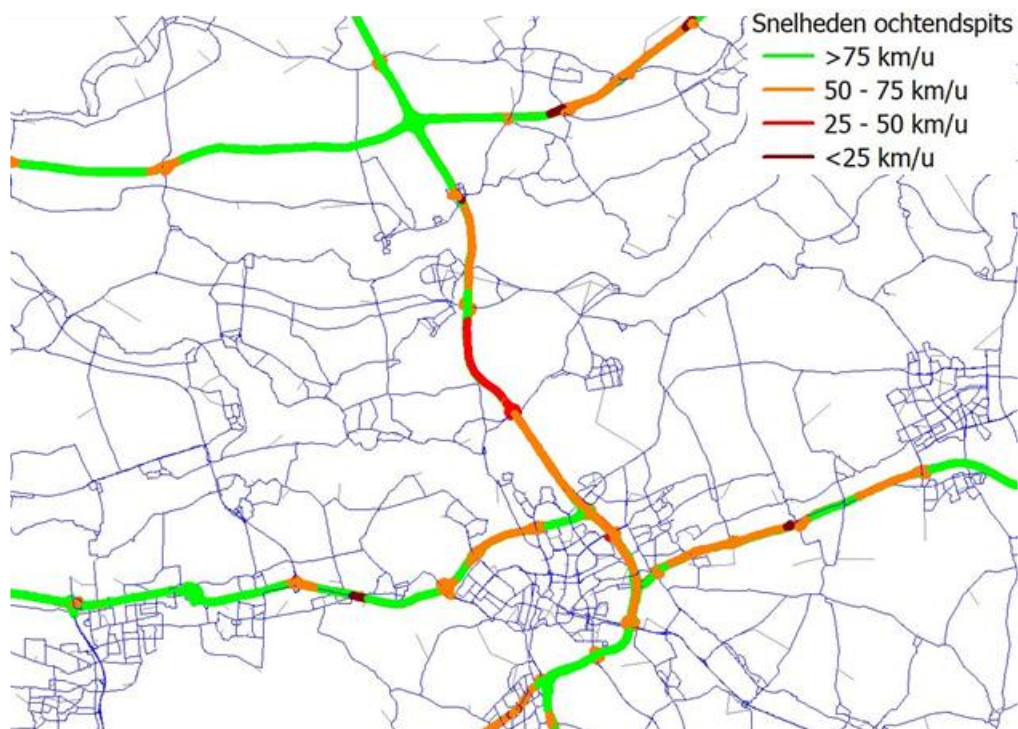 Snelheden ochtendspits
>75 km/u
50 - 75 km/u
25 - 50 km/u
<25 km/u